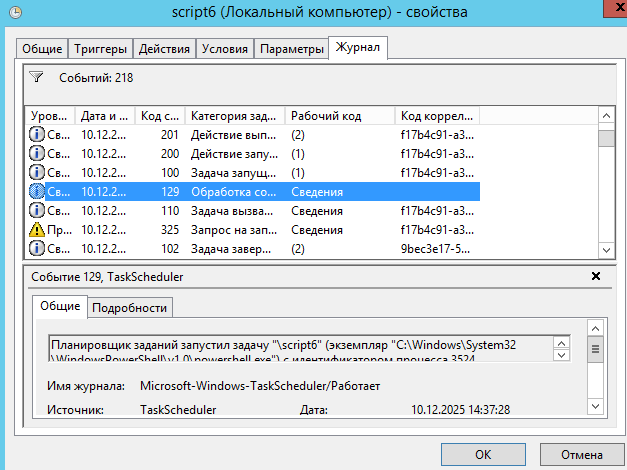 script6 (Локальный компьютер) - свойства
Общие Триггеры Действия Условия Параметры Журнал
Событий: 218
Уров... Дата и ... Код с... Категория зад... Рабочий код Код коррел...
Св... 10.12.2... 201 Действие вып... (2) f17b4c91-a3...
Св... 10.12.2... 200 Действие запу... (1) f17b4c91-a3...
Св... 10.12.2... 100 Задача запущ... (1) f17b4c91-a3...
Св... 10.12.2... 129 Обработка со... Сведения
Св... 10.12.2... 110 Задача вызва... Сведения f17b4c91-a3...
Пр... 10.12.2... 325 Запрос на зап... Сведения f17b4c91-a3...
Св... 10.12.2... 102 Задача завер... (2) 9bec3e17-5...
Событие 129, TaskScheduler
Общие Подробности
Планировщик заданий запустил задачу "\script6" (экземпляр "C:\Windows\System32
\WindowsPowerShell\v1.0\powershell.exe") с идентификатором процесса 3524
Имя журнала: Microsoft-Windows-TaskScheduler/Работает
Источник: TaskScheduler Дата: 10.12.2025 14:37:28
ОК Отмена